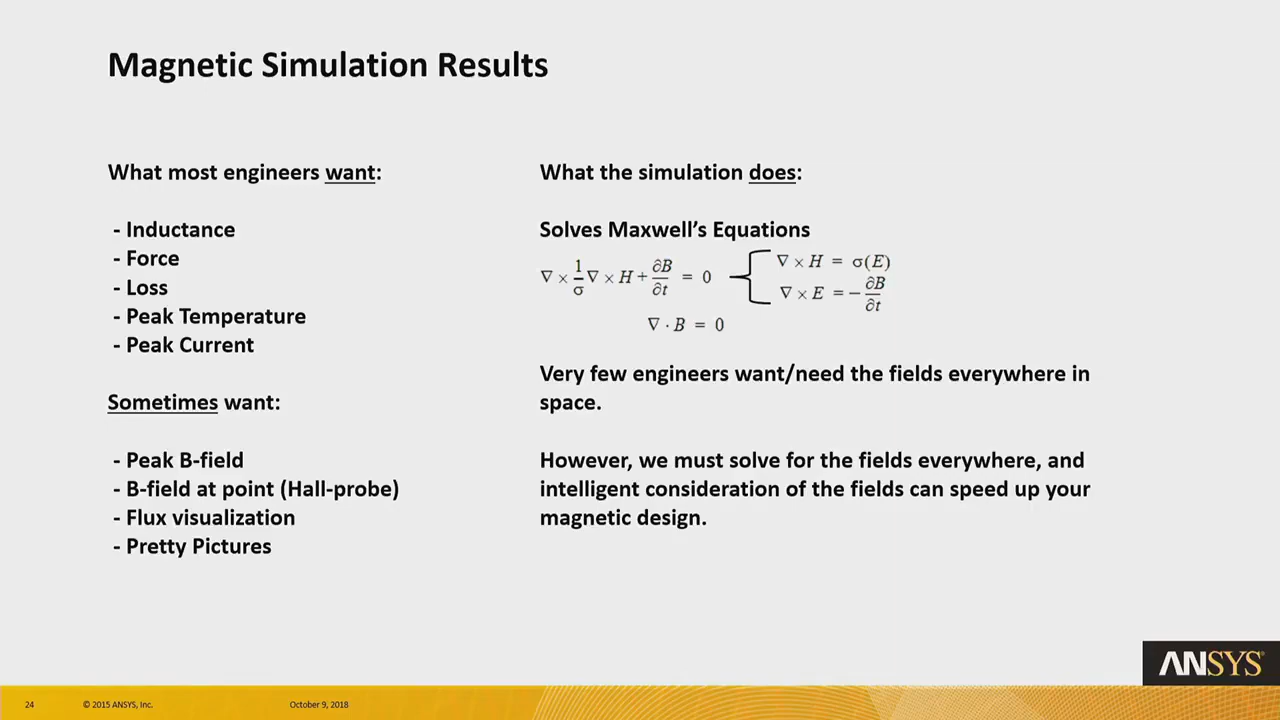 Magnetic Simulation Results
What most engineers want:
- Inductance
- Force
- Loss
- Peak Temperature
- Peak Current
Sometimes want:
- Peak B-field
- B-field at point (Hall-probe)
- Flux visualization
- Pretty Pictures
What the simulation does:
Solves Maxwell’s Equations
∇ × 1/σ ∇ × H + ∂B/∂t = 0
∇ × H = σ(E)
∇ × E = − ∂B/∂t
∇ · B = 0
Very few engineers want/need the fields everywhere in
space.
However, we must solve for the fields everywhere, and
intelligent consideration of the fields can speed up your
magnetic design.
ANSYS®
24
© 2015 ANSYS, Inc.
October 9, 2018